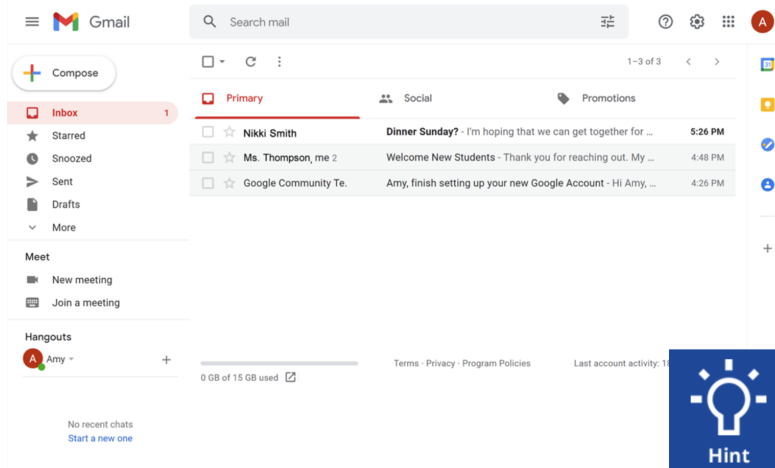 Gmail
Search mail
A
Compose
1–3 of 3
31
Inbox 1
Primary
Social
Promotions
Starred
Nikki Smith Dinner Sunday? - I'm hoping that we can get together for ... 5:26 PM
Snoozed
Ms. Thompson, me 2 Welcome New Students - Thank you for reaching out. My ... 4:48 PM
Sent
Google Community Te. Amy, finish setting up your new Google Account - Hi Amy, ... 4:26 PM
Drafts
More
Meet
New meeting
Join a meeting
Hangouts
A Amy
0 GB of 15 GB used
Terms · Privacy · Program Policies
Last account activity: 18
No recent chats
Start a new one
Hint